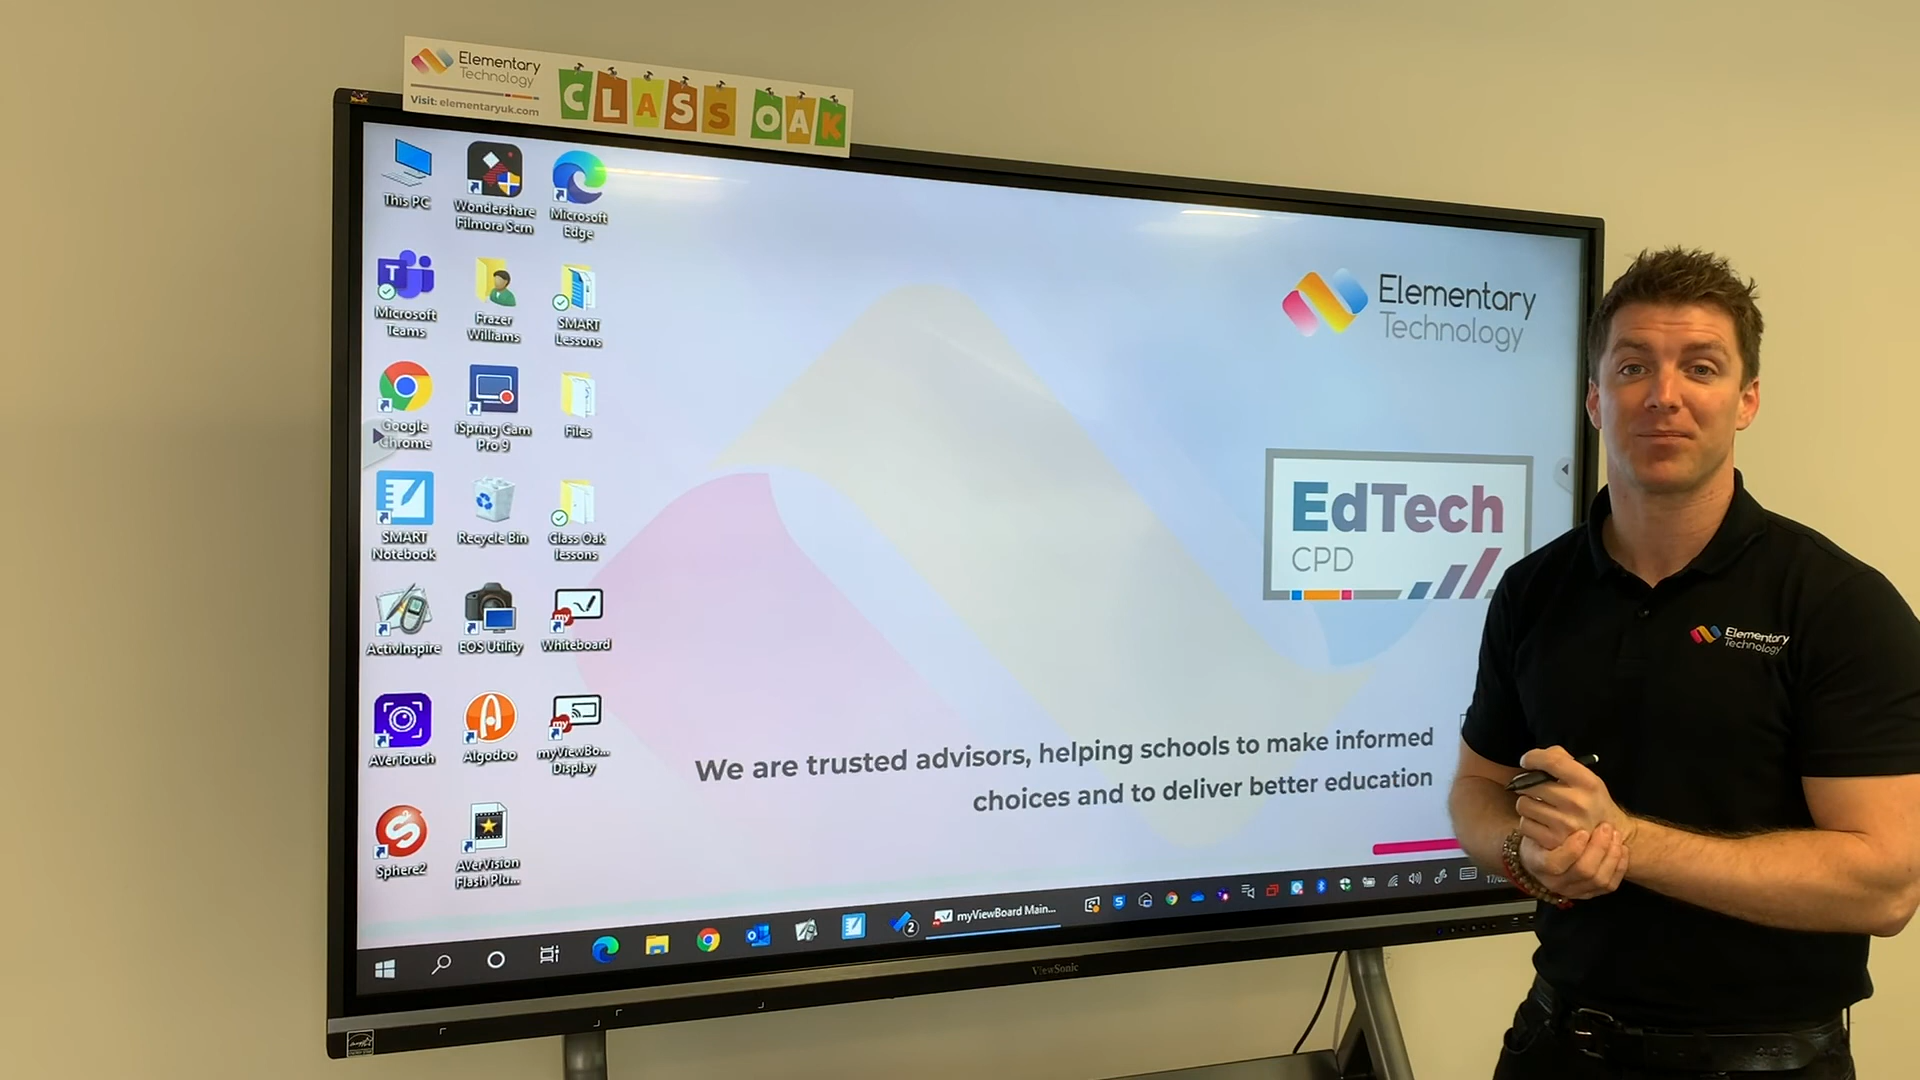 Elementary
Technology
Visit: elementaryuk.com
CLASS OAK
This PC
Wondershare
Filmora Scrn
Microsoft
Edge
Microsoft
Teams
Frazer
Williams
SMART
Lessons
Google
Chrome
iSpring Cam
Pro 9
Files
SMART
Notebook
Recycle Bin
Class Oak
lessons
ActivInspire
EOS Utility
Whiteboard
AVerTouch
Algodoo
myViewBo...
Display
Sphere2
AVerVision
Flash Plu...
Elementary
Technology
EdTech
CPD
We are trusted advisors, helping schools to make informed
choices and to deliver better education
2
myViewBoard Main...
ViewSonic
Elementary
Technology